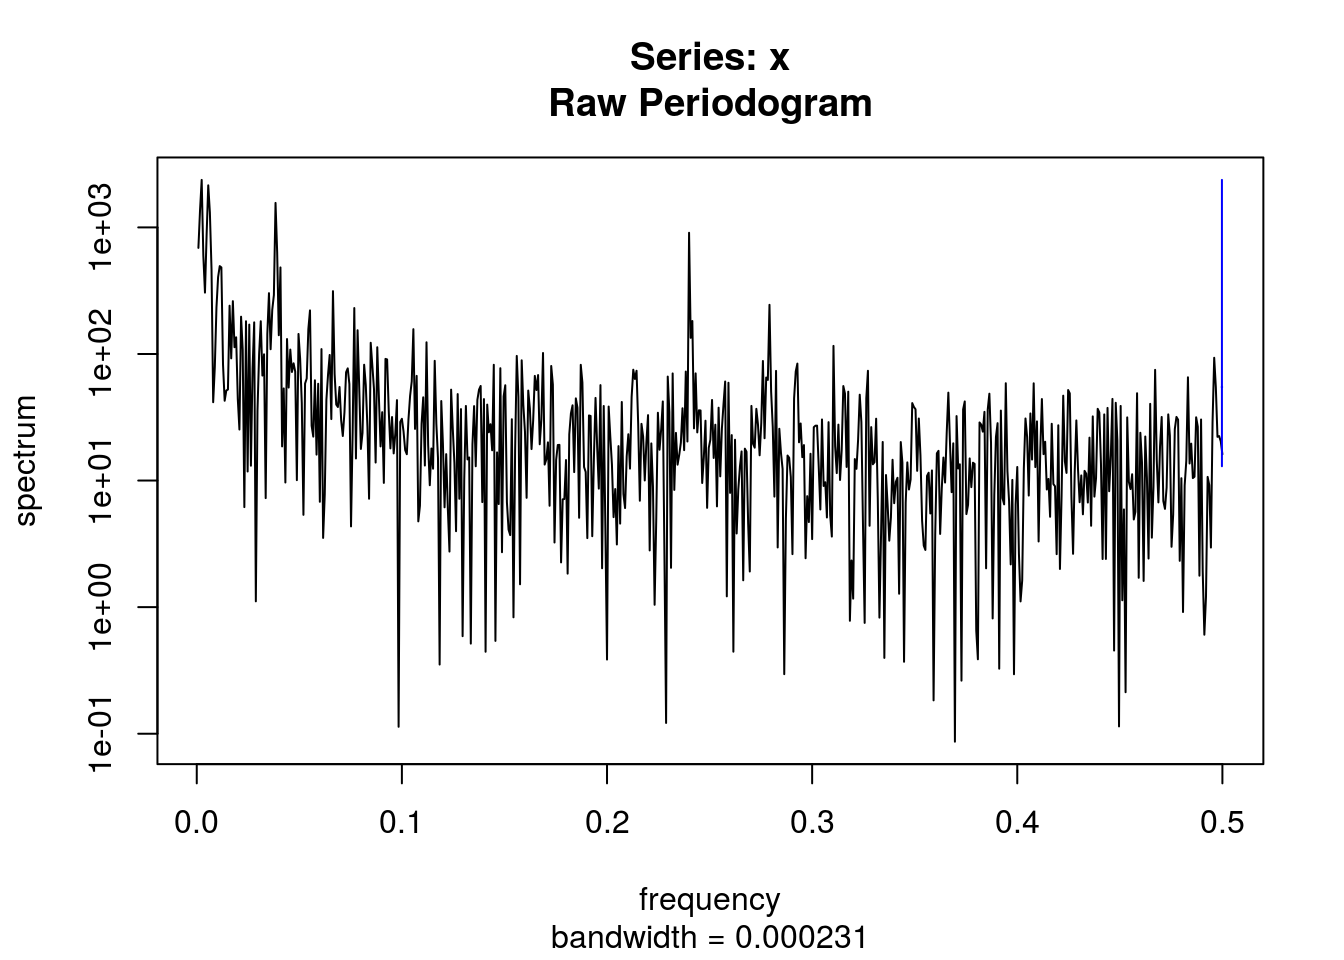 Series: x
Raw Periodogram
spectrum
1e+03
1e+02
1e+01
1e+00
1e-01
0.0 0.1 0.2 0.3 0.4 0.5
frequency
bandwidth = 0.000231